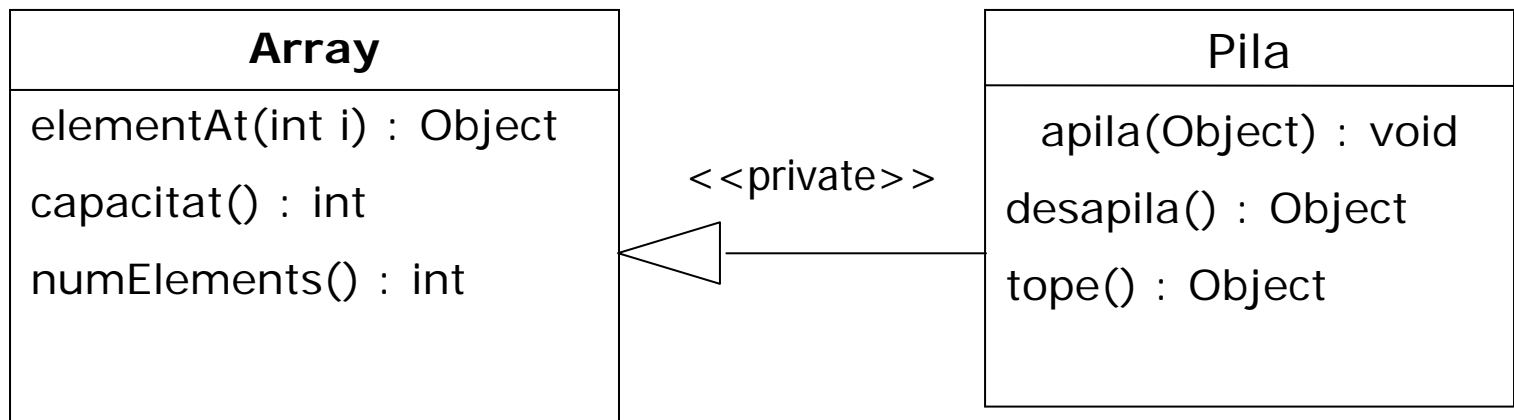 Array
elementAt(int i) : Object
capacitat() : int
numElements() : int
<<private>>
Pila
apila(Object) : void
desapila() : Object
tope() : Object